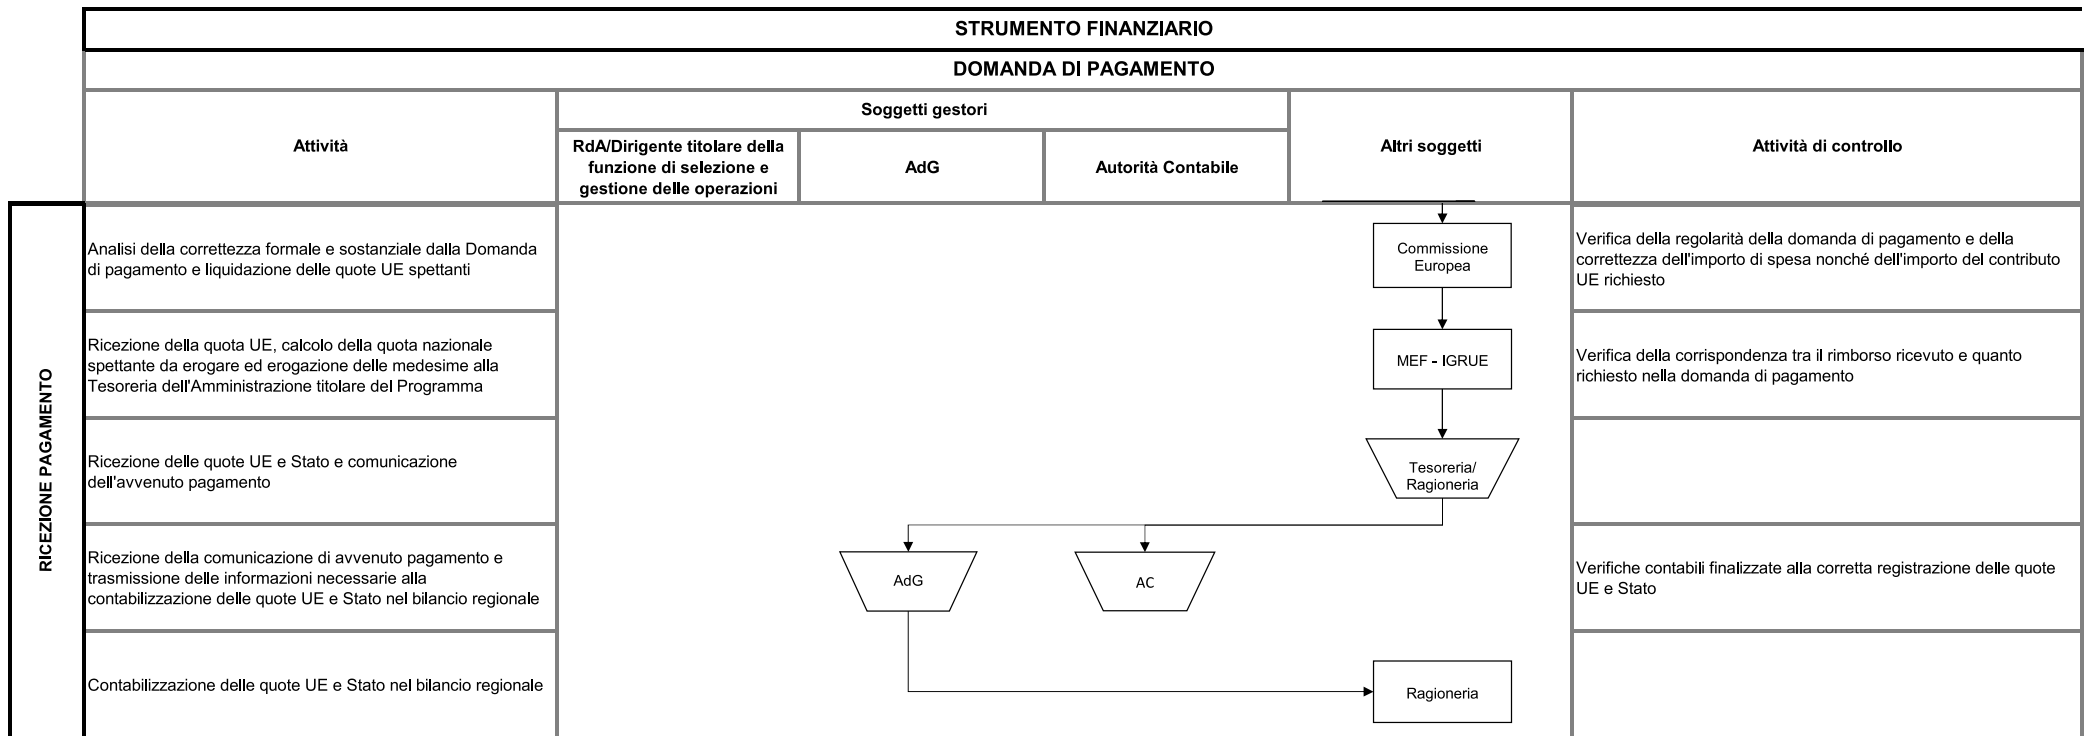 STRUMENTO FINANZIARIO
DOMANDA DI PAGAMENTO
Attività
Soggetti gestori
RdA/Dirigente titolare della
funzione di selezione e
gestione delle operazioni
AdG
Autorità Contabile
Altri soggetti
Attività di controllo
RICEZIONE PAGAMENTO
Analisi della correttezza formale e sostanziale dalla Domanda
di pagamento e liquidazione delle quote UE spettanti
Commissione
Europea
Verifica della regolarità della domanda di pagamento e della
correttezza dell'importo di spesa nonché dell'importo del contributo
UE richiesto
Ricezione della quota UE, calcolo della quota nazionale
spettante da erogare ed erogazione delle medesime alla
Tesoreria dell'Amministrazione titolare del Programma
MEF - IGRUE
Verifica della corrispondenza tra il rimborso ricevuto e quanto
richiesto nella domanda di pagamento
Ricezione delle quote UE e Stato e comunicazione
dell'avvenuto pagamento
Tesoreria/
Ragioneria
Ricezione della comunicazione di avvenuto pagamento e
trasmissione delle informazioni necessarie alla
contabilizzazione delle quote UE e Stato nel bilancio regionale
AdG
AC
Verifiche contabili finalizzate alla corretta registrazione delle quote
UE e Stato
Contabilizzazione delle quote UE e Stato nel bilancio regionale
Ragioneria